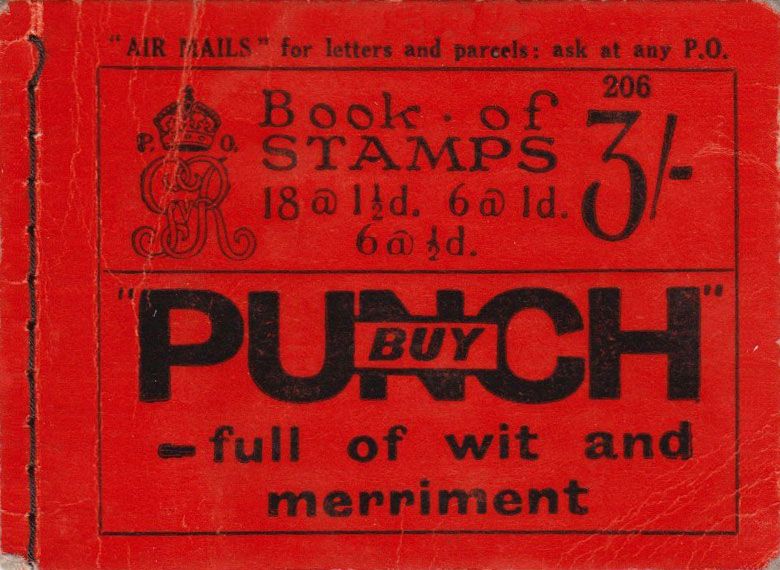 "AIR MAILS" for letters and parcels: ask at any P.O.
206
P. O.
GvR
Book · of
STAMPS
3/-
18 @ 1½d. 6 @ 1d.
6 @ ½d.
"PUNCH"
BUY
-full of wit and
merriment